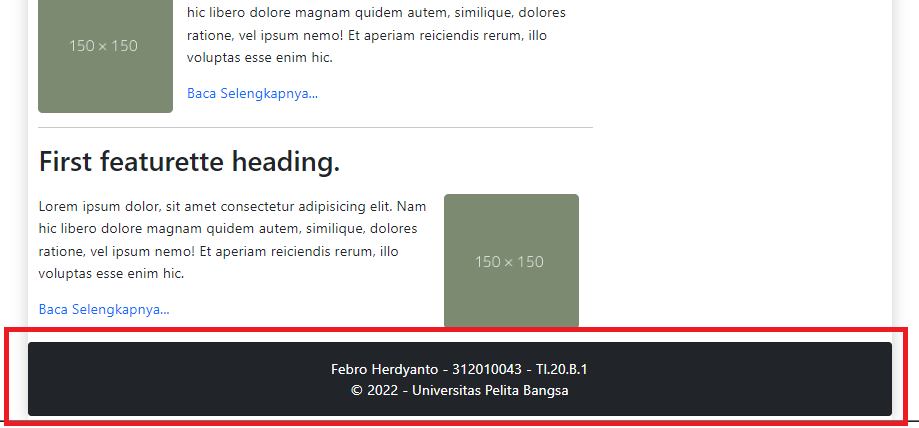 hic libero dolore magnam quidem autem, similique, dolores
150 × 150
ratione, vel ipsum nemo! Et aperiam reiciendis rerum, illo
voluptas esse enim hic.
Baca Selengkapnya...
First featurette heading.
Lorem ipsum dolor, sit amet consectetur adipisicing elit. Nam
hic libero dolore magnam quidem autem, similique, dolores
ratione, vel ipsum nemo! Et aperiam reiciendis rerum, illo
voluptas esse enim hic.
150 × 150
Baca Selengkapnya...
Febro Herdyanto - 312010043 - TI.20.B.1
© 2022 - Universitas Pelita Bangsa